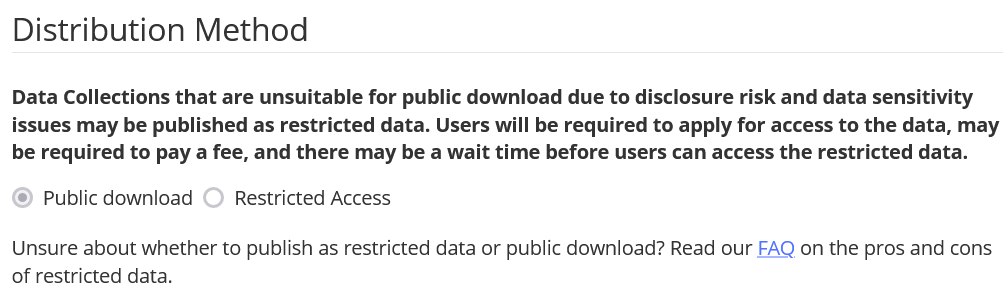 Distribution Method
Data Collections that are unsuitable for public download due to disclosure risk and data sensitivity
issues may be published as restricted data. Users will be required to apply for access to the data, may
be required to pay a fee, and there may be a wait time before users can access the restricted data.
Public download Restricted Access
Unsure about whether to publish as restricted data or public download? Read our FAQ on the pros and cons
of restricted data.